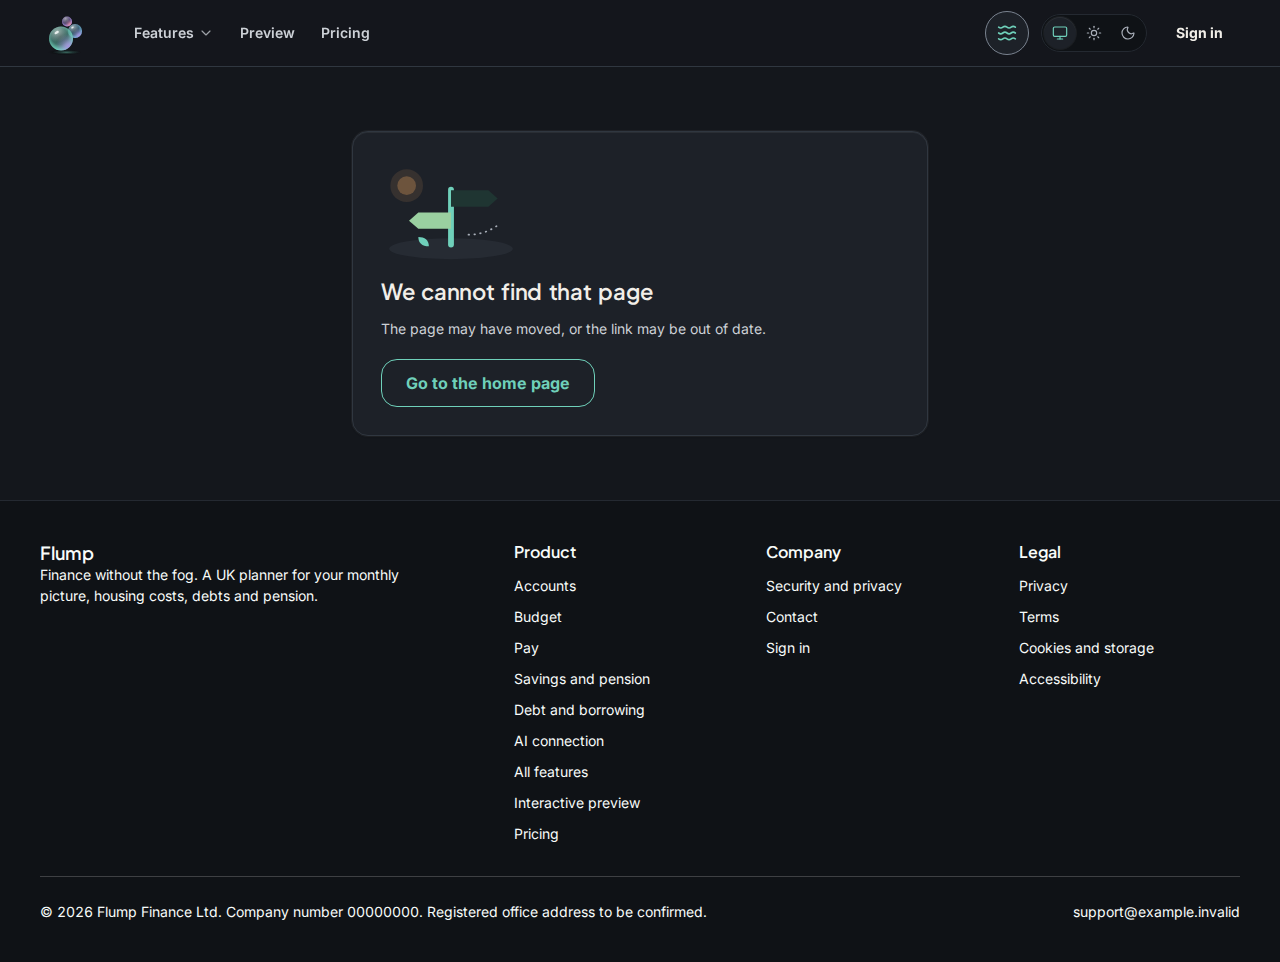 Features
Preview
Pricing
Sign in
We cannot find that page
The page may have moved, or the link may be out of date.
Go to the home page
Flump
Finance without the fog. A UK planner for your monthly
picture, housing costs, debts and pension.
Product
Accounts
Budget
Pay
Savings and pension
Debt and borrowing
AI connection
All features
Interactive preview
Pricing
Company
Security and privacy
Contact
Sign in
Legal
Privacy
Terms
Cookies and storage
Accessibility
© 2026 Flump Finance Ltd. Company number 00000000. Registered office address to be confirmed.
support@example.invalid